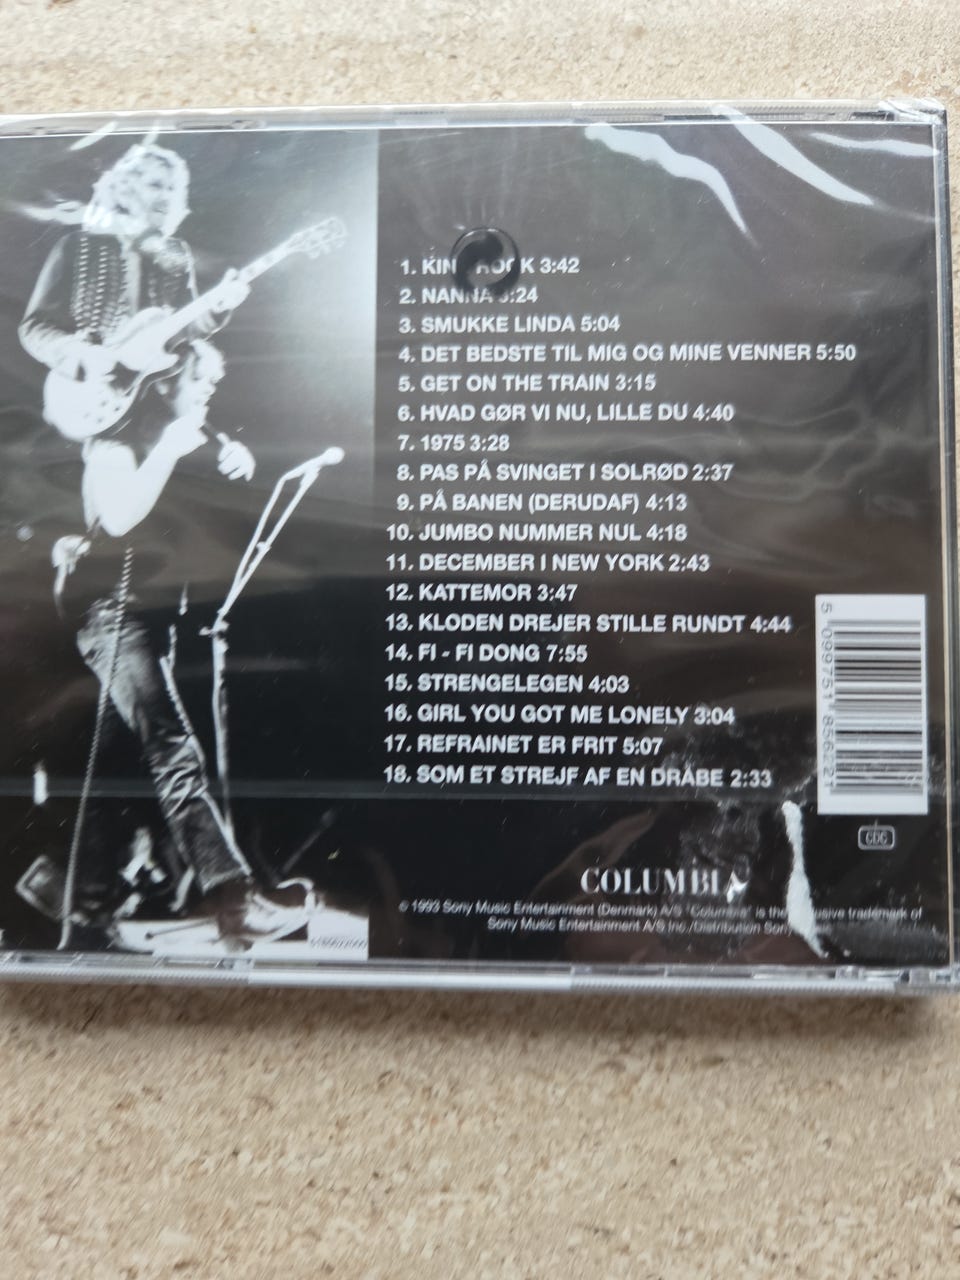 1. KIN ROCK 3:42
2. NANNA 3:24
3. SMUKKE LINDA 5:04
4. DET BEDSTE TIL MIG OG MINE VENNER 5:50
5. GET ON THE TRAIN 3:15
6. HVAD GØR VI NU, LILLE DU 4:40
7. 1975 3:28
8. PAS PÅ SVINGET I SOLRØD 2:37
9. PÅ BANEN (DERUDAF) 4:13
10. JUMBO NUMMER NUL 4:18
11. DECEMBER I NEW YORK 2:43
12. KATTEMOR 3:47
13. KLODEN DREJER STILLE RUNDT 4:44
14. FI - FI DONG 7:55
15. STRENGELEGEN 4:03
16. GIRL YOU GOT ME LONELY 3:04
17. REFRAINET ER FRIT 5:07
18. SOM ET STREJF AF EN DRÅBE 2:33
5 099751 856221
CDC
COLUMBIA
© 1993 Sony Music Entertainment (Denmark) A/S "Columbia" is the trademark of
Sony Music Entertainment A/S Inc./Distribution Sony